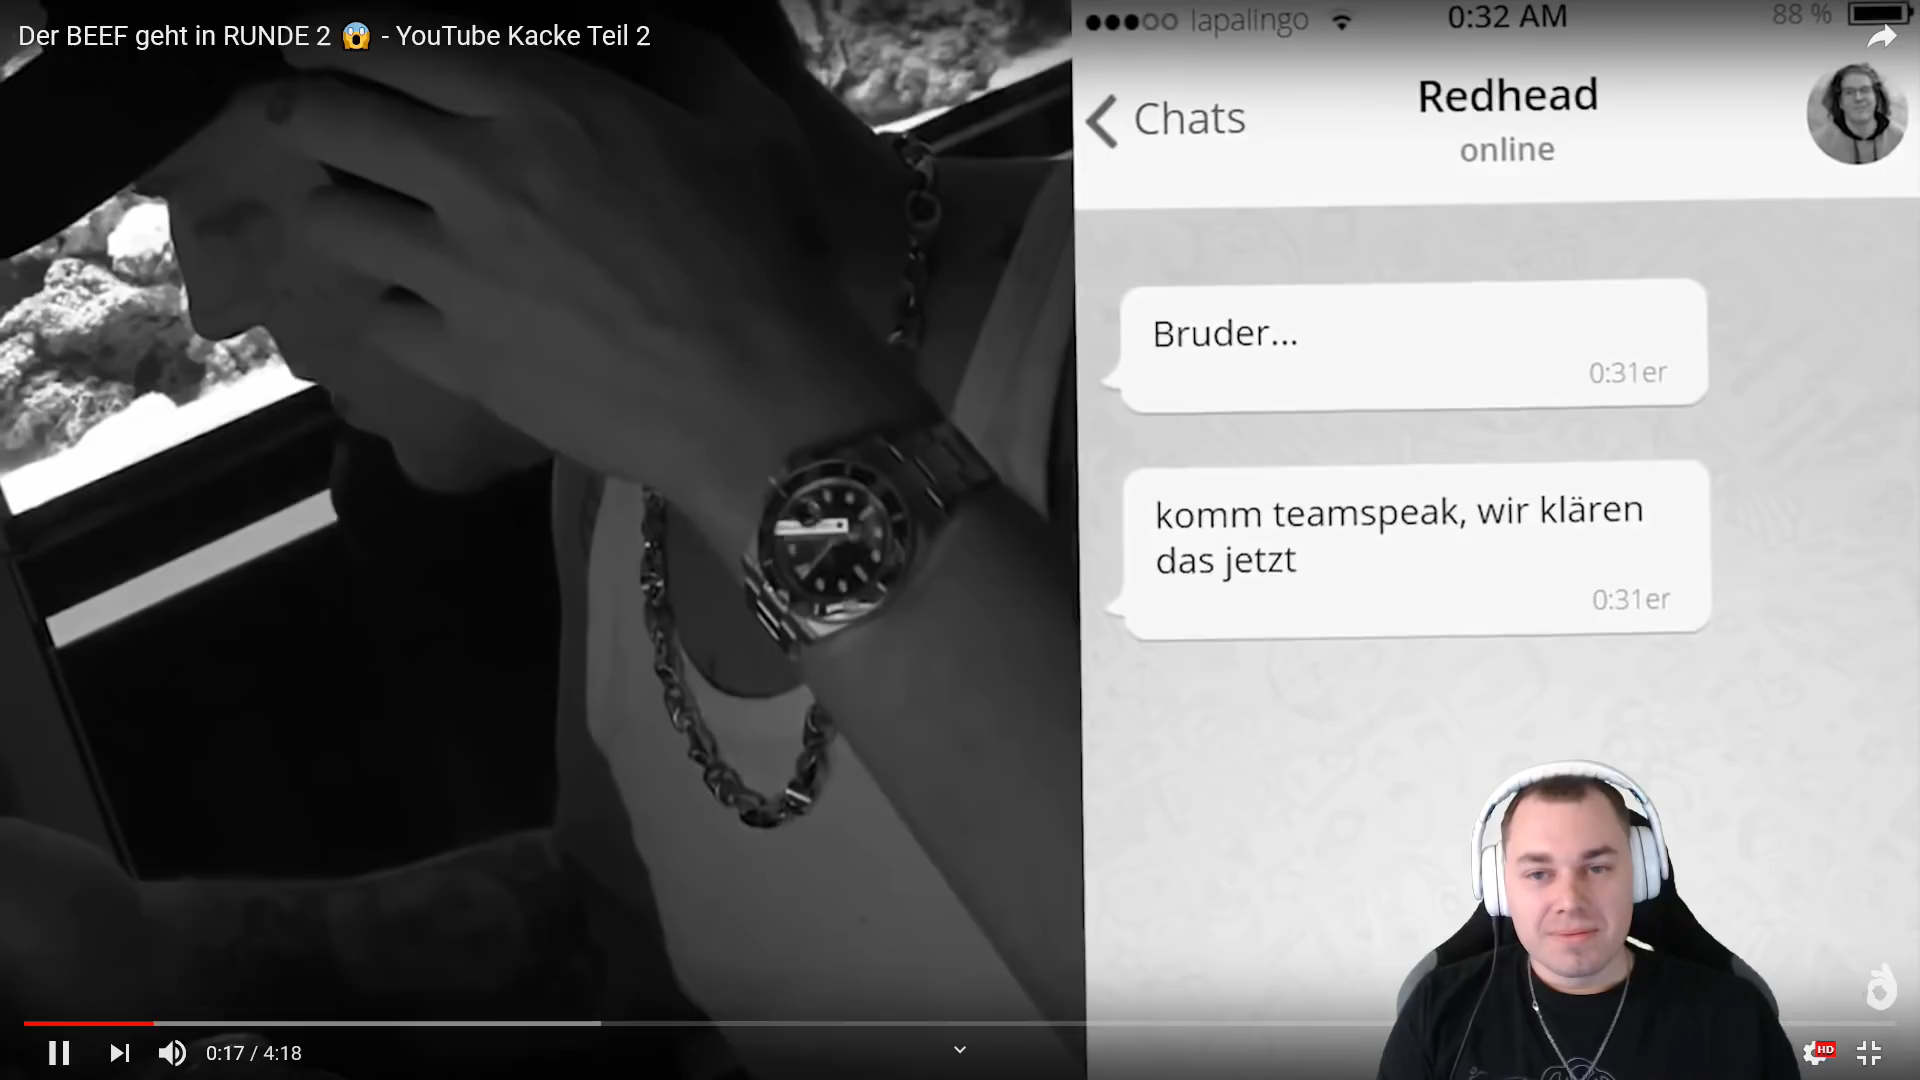 Der BEEF geht in RUNDE 2 😱 - YouTube Kacke Teil 2
lapalingo 0:32 AM 88 %
Chats
Redhead
online
Bruder...
0:31er
komm teamspeak, wir klären
das jetzt
0:31er
0:17 / 4:18
HD